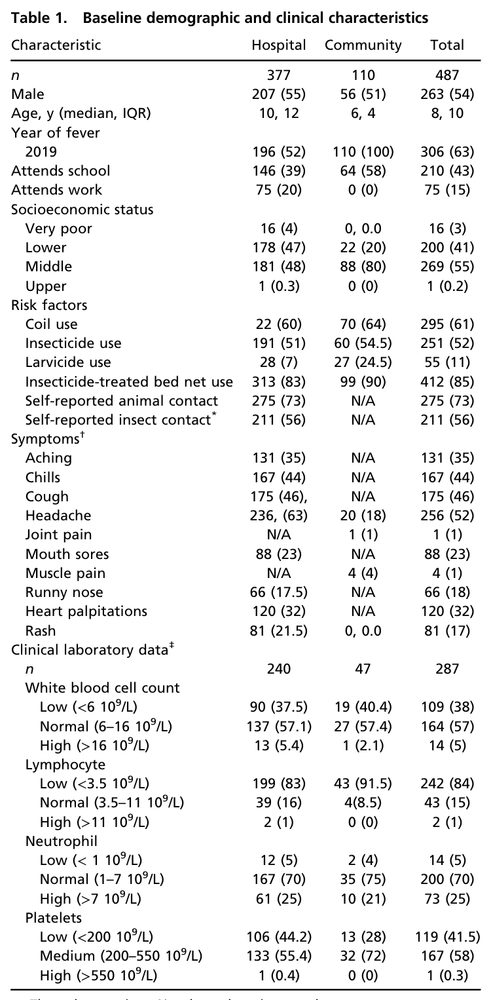 Table 1. Baseline demographic and clinical characteristics
Characteristic Hospital Community Total
n 377 110 487
Male 207 (55) 56 (51) 263 (54)
Age, y (median, IQR) 10, 12 6, 4 8, 10
Year of fever
2019 196 (52) 110 (100) 306 (63)
Attends school 146 (39) 64 (58) 210 (43)
Attends work 75 (20) 0 (0) 75 (15)
Socioeconomic status
Very poor 16 (4) 0, 0.0 16 (3)
Lower 178 (47) 22 (20) 200 (41)
Middle 181 (48) 88 (80) 269 (55)
Upper 1 (0.3) 0 (0) 1 (0.2)
Risk factors
Coil use 22 (60) 70 (64) 295 (61)
Insecticide use 191 (51) 60 (54.5) 251 (52)
Larvicide use 28 (7) 27 (24.5) 55 (11)
Insecticide-treated bed net use 313 (83) 99 (90) 412 (85)
Self-reported animal contact 275 (73) N/A 275 (73)
Self-reported insect contact* 211 (56) N/A 211 (56)
Symptoms†
Aching 131 (35) N/A 131 (35)
Chills 167 (44) N/A 167 (44)
Cough 175 (46), N/A 175 (46)
Headache 236, (63) 20 (18) 256 (52)
Joint pain N/A 1 (1) 1 (1)
Mouth sores 88 (23) N/A 88 (23)
Muscle pain N/A 4 (4) 4 (1)
Runny nose 66 (17.5) N/A 66 (18)
Heart palpitations 120 (32) N/A 120 (32)
Rash 81 (21.5) 0, 0.0 81 (17)
Clinical laboratory data‡
n 240 47 287
White blood cell count
Low (<6 10⁹/L) 90 (37.5) 19 (40.4) 109 (38)
Normal (6–16 10⁹/L) 137 (57.1) 27 (57.4) 164 (57)
High (>16 10⁹/L) 13 (5.4) 1 (2.1) 14 (5)
Lymphocyte
Low (<3.5 10⁹/L) 199 (83) 43 (91.5) 242 (84)
Normal (3.5–11 10⁹/L) 39 (16) 4(8.5) 43 (15)
High (>11 10⁹/L) 2 (1) 0 (0) 2 (1)
Neutrophil
Low (< 1 10⁹/L) 12 (5) 2 (4) 14 (5)
Normal (1–7 10⁹/L) 167 (70) 35 (75) 200 (70)
High (>7 10⁹/L) 61 (25) 10 (21) 73 (25)
Platelets
Low (<200 10⁹/L) 106 (44.2) 13 (28) 119 (41.5)
Medium (200–550 10⁹/L) 133 (55.4) 32 (72) 167 (58)
High (>550 10⁹/L) 1 (0.4) 0 (0) 1 (0.3)